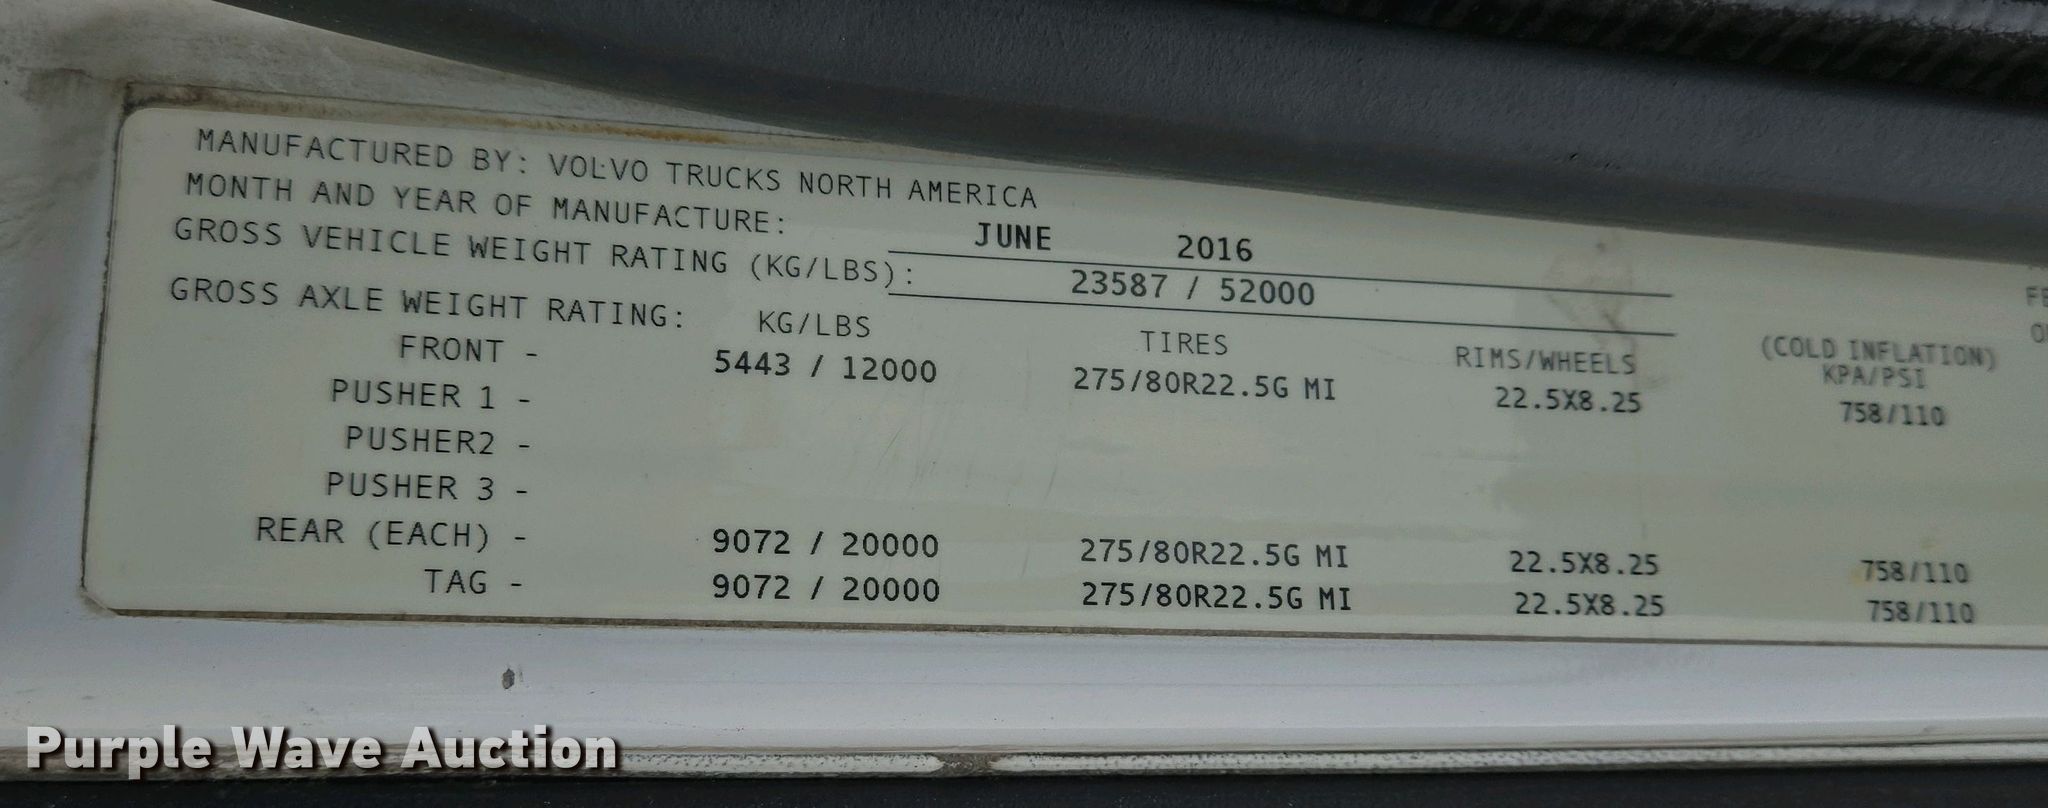 MANUFACTURED BY: VOLVO TRUCKS NORTH AMERICA
MONTH AND YEAR OF MANUFACTURE: JUNE 2016
GROSS VEHICLE WEIGHT RATING (KG/LBS): 23587 / 52000
GROSS AXLE WEIGHT RATING: KG/LBS TIRES RIMS/WHEELS (COLD INFLATION) KPA/PSI
FRONT - 5443 / 12000 275/80R22.5G MI 22.5X8.25 758/110
PUSHER 1 -
PUSHER2 -
PUSHER 3 -
REAR (EACH) - 9072 / 20000 275/80R22.5G MI 22.5X8.25 758/110
TAG - 9072 / 20000 275/80R22.5G MI 22.5X8.25 758/110
Purple Wave Auction